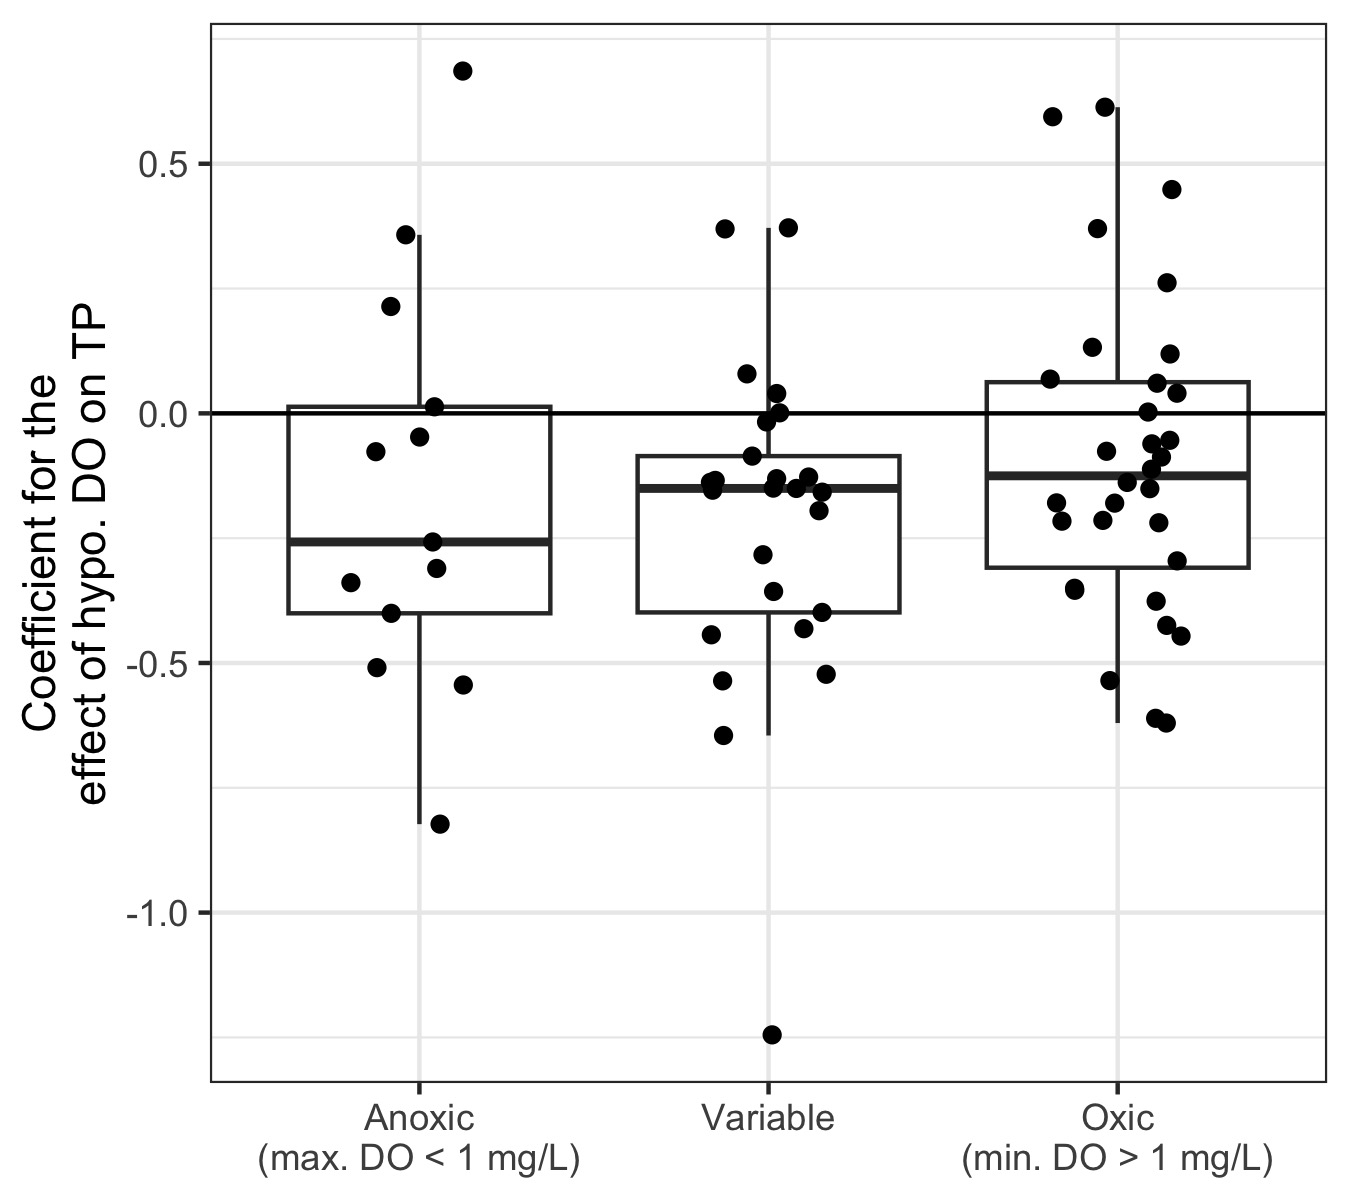 Coefficient for the
effect of hypo. DO on TP
0.5
0.0
-0.5
-1.0
Anoxic
(max. DO < 1 mg/L)
Variable
Oxic
(min. DO > 1 mg/L)